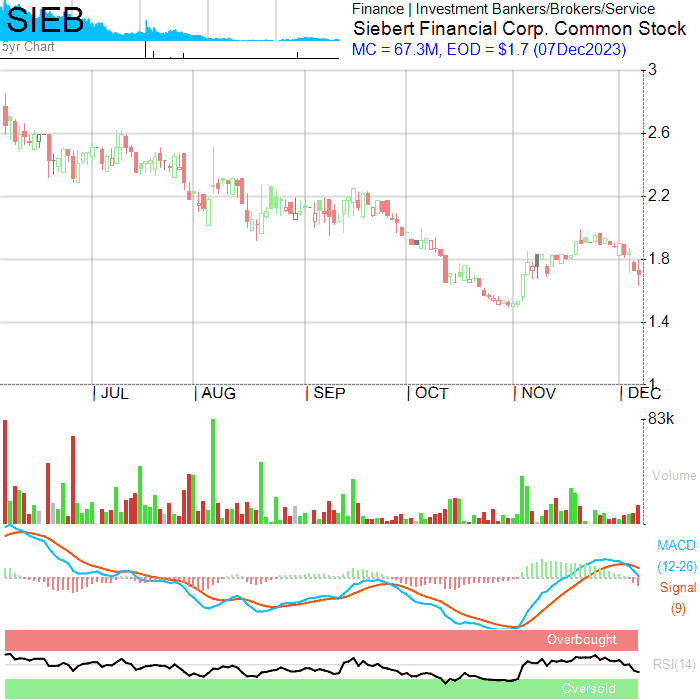 SIEB
5yr Chart
Finance | Investment Bankers/Brokers/Service
Siebert Financial Corp. Common Stock
MC = 67.3M, EOD = $1.7 (07Dec2023)
3
2.6
2.2
1.8
1.4
1
JUL AUG SEP OCT NOV DEC
83k
Volume
MACD
(12-26)
Signal
(9)
Overbought
RSI(14)
Oversold